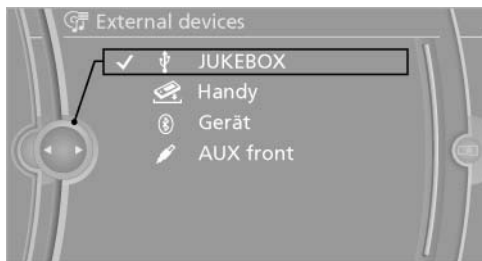 External devices
JUKEBOX
Handy
Gerät
AUX front